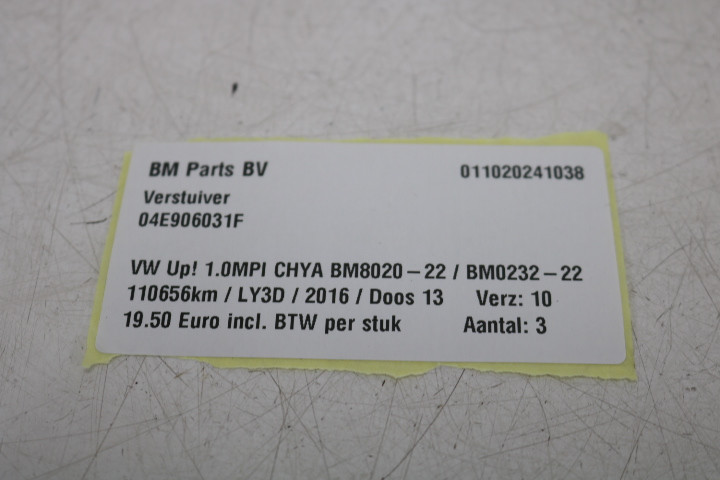 BM Parts BV 011020241038
Verstuiver
04E906031F
VW Up! 1.0MPI CHYA BM8020-22 / BM0232-22
110656km / LY3D / 2016 / Doos 13 Verz: 10
19.50 Euro incl. BTW per stuk Aantal: 3